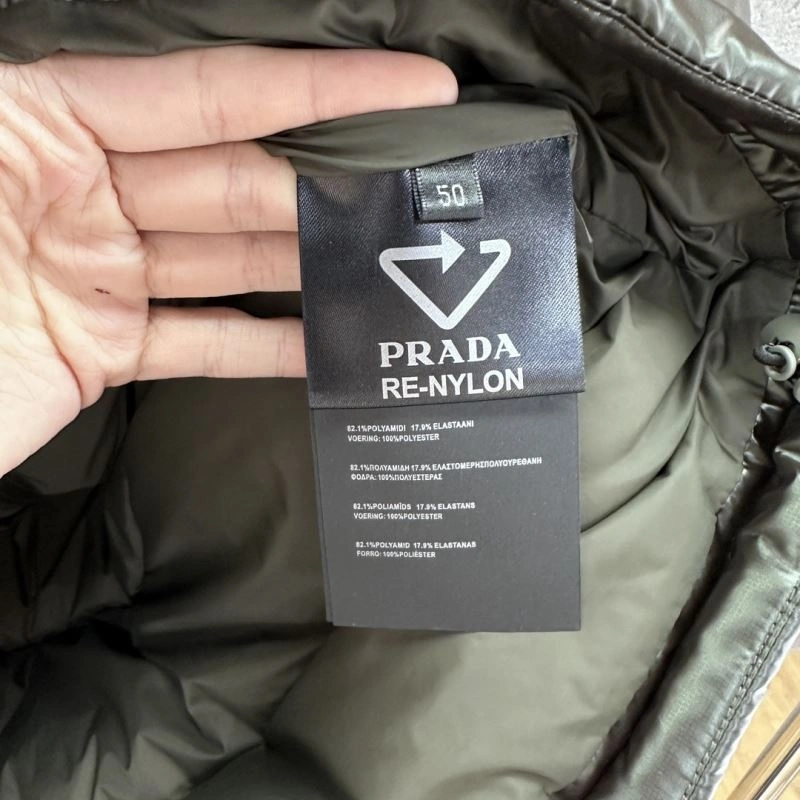 50
PRADA
RE-NYLON
82.1%POLYAMIDI 17.9% ELASTAANI
VOERING: 100%POLYESTER
82.1%ΠΟΛΥΑΜΙΔΗ 17.9% ΕΛΑΣΤΟΜΕΡΗΣΠΟΛΥΟΥΡΕΘΑΝΗ
ΦΟΔΡΑ: 100%ΠΟΛΥΕΣΤΕΡΑΣ
82.1%POLIAMĪDS 17.9% ELASTANS
VOERING: 100%POLYESTER
82.1%POLYAMID 17.9% ELASTANAS
FORRO: 100%POLIÉSTER